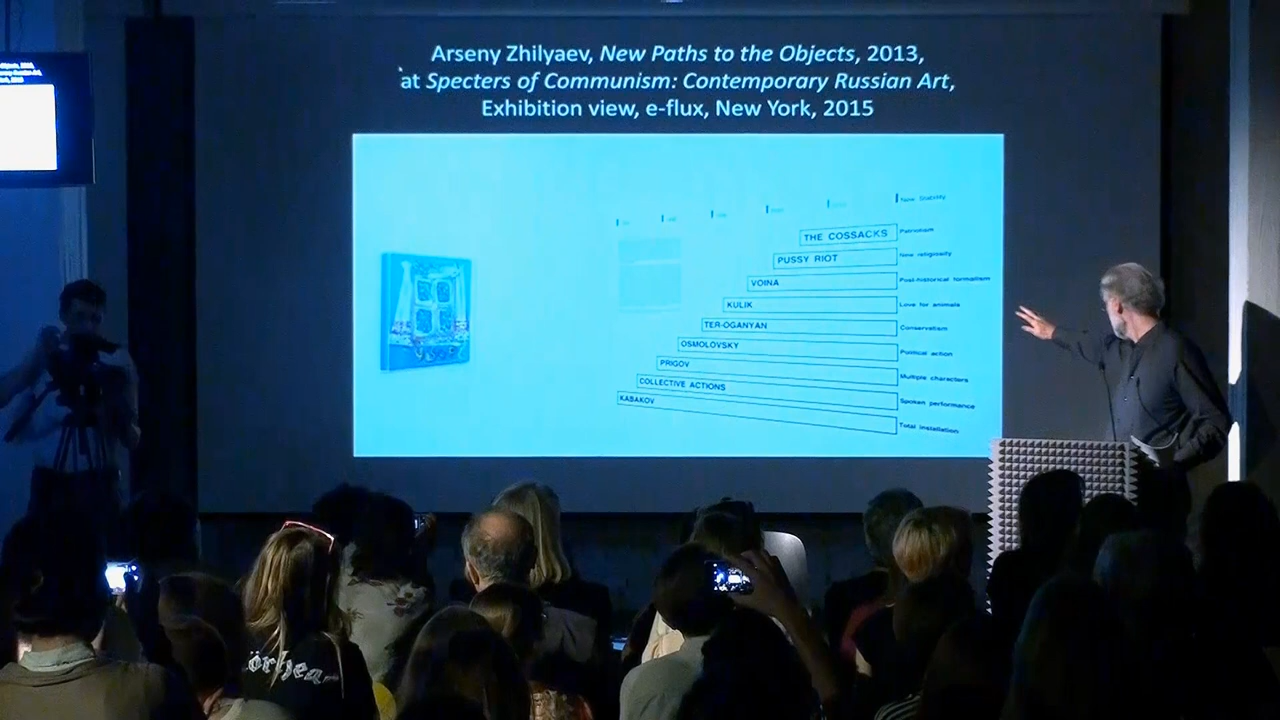 Arseny Zhilyaev, New Paths to the Objects, 2013,
at Specters of Communism: Contemporary Russian Art,
Exhibition view, e-flux, New York, 2015
New Stability
THE COSSACKS Patriotism
PUSSY RIOT New religiosity
VOINA Post-historical formalism
KULIK Love for animals
TER-OGANYAN Conservatism
OSMOLOVSKY Political action
PRIGOV Multiple characters
COLLECTIVE ACTIONS Spoken performance
KABAKOV Total installation